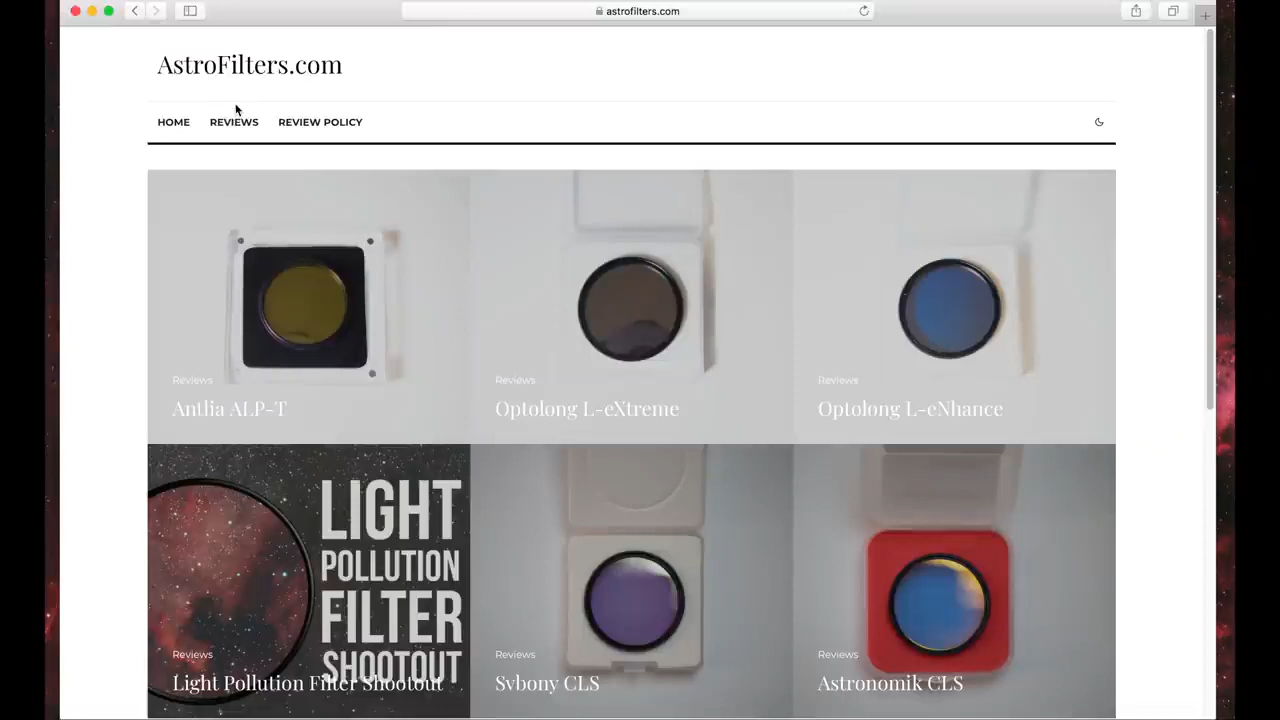 astrofilters.com
AstroFilters.com
HOME REVIEWS REVIEW POLICY
Reviews
Antlia ALP-T
Reviews
Optolong L-eXtreme
Reviews
Optolong L-eNhance
LIGHT
POLLUTION
FILTER
SHOOTOUT
Reviews
Light Pollution Filter Shootout
Reviews
Svbony CLS
Reviews
Astronomik CLS